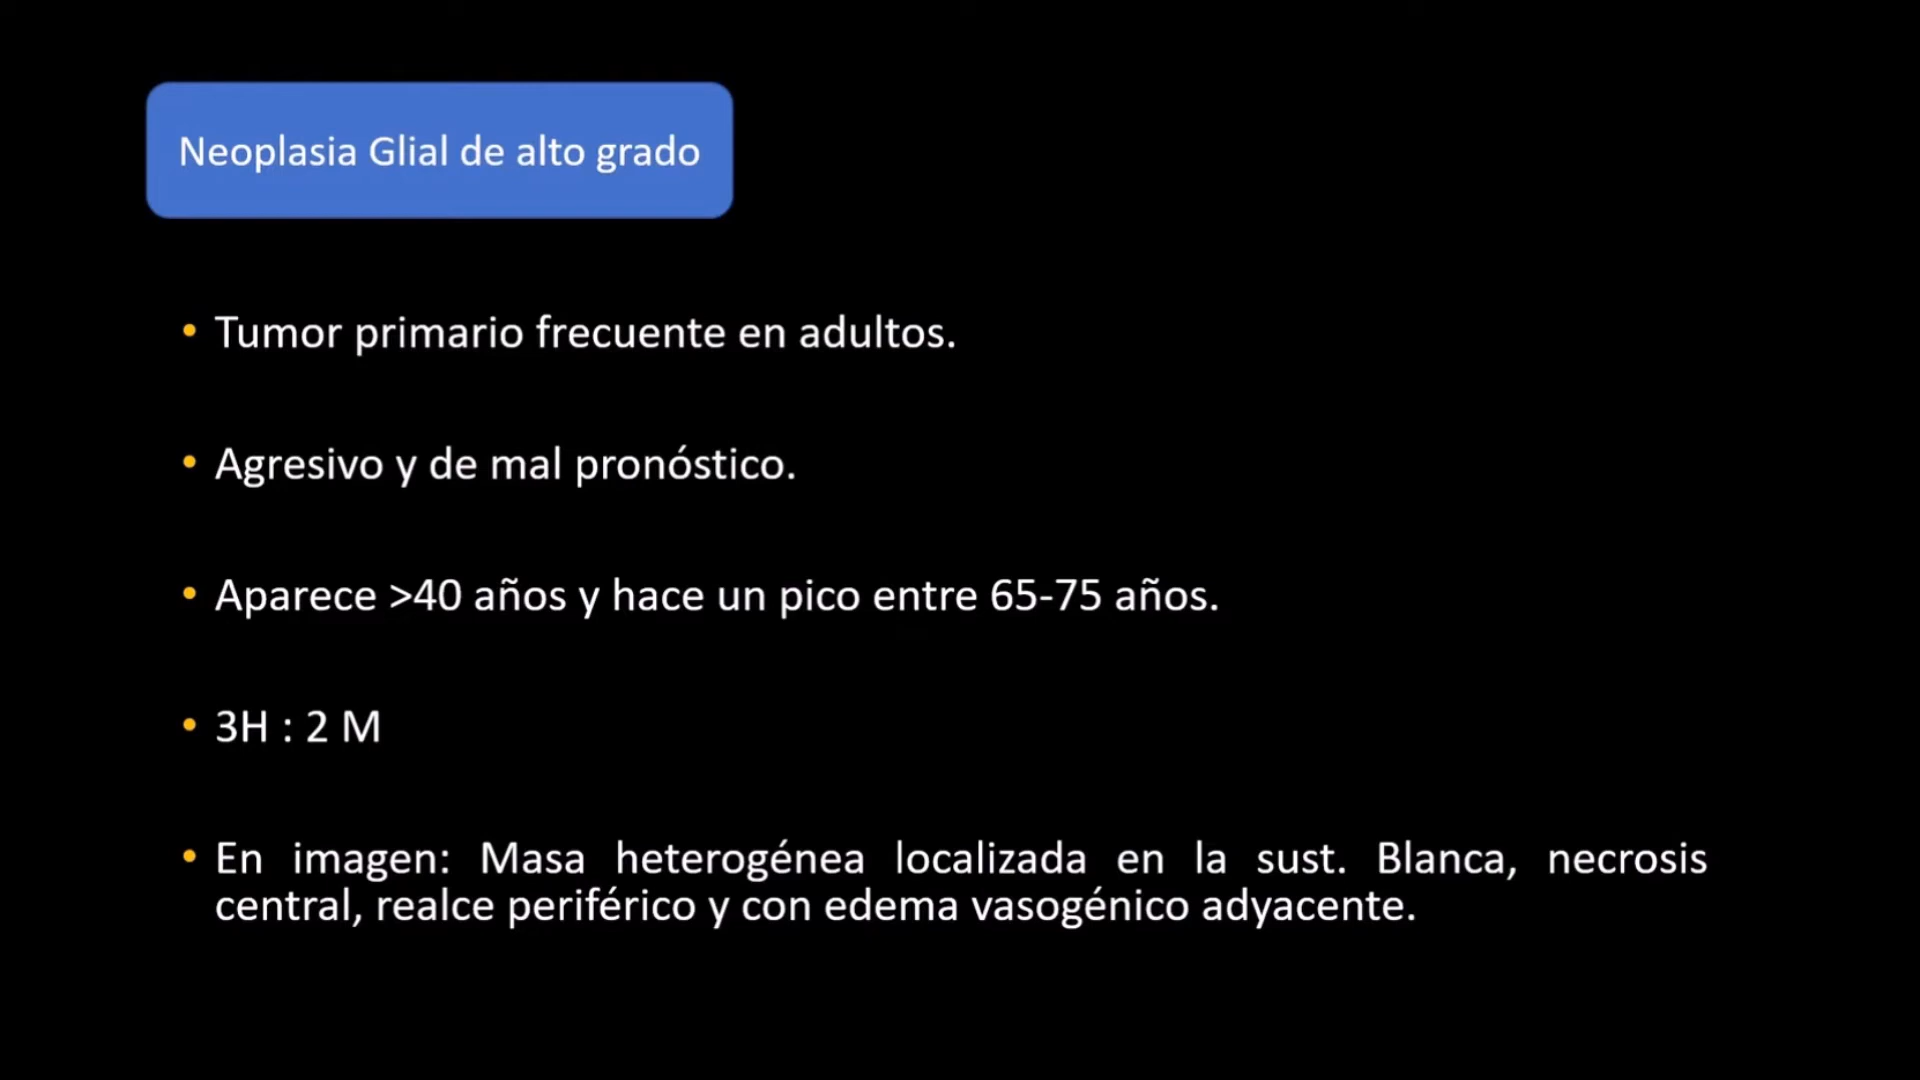 Neoplasia Glial de alto grado
• Tumor primario frecuente en adultos.
• Agresivo y de mal pronóstico.
• Aparece >40 años y hace un pico entre 65-75 años.
• 3H : 2 M
• En imagen: Masa heterogénea localizada en la sust. Blanca, necrosis
central, realce periférico y con edema vasogénico adyacente.